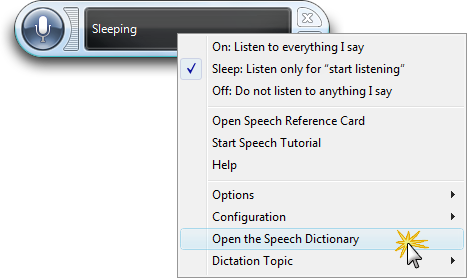 Sleeping
On: Listen to everything I say
Sleep: Listen only for “start listening”
Off: Do not listen to anything I say
Open Speech Reference Card
Start Speech Tutorial
Help
Options
Configuration
Open the Speech Dictionary
Dictation Topic